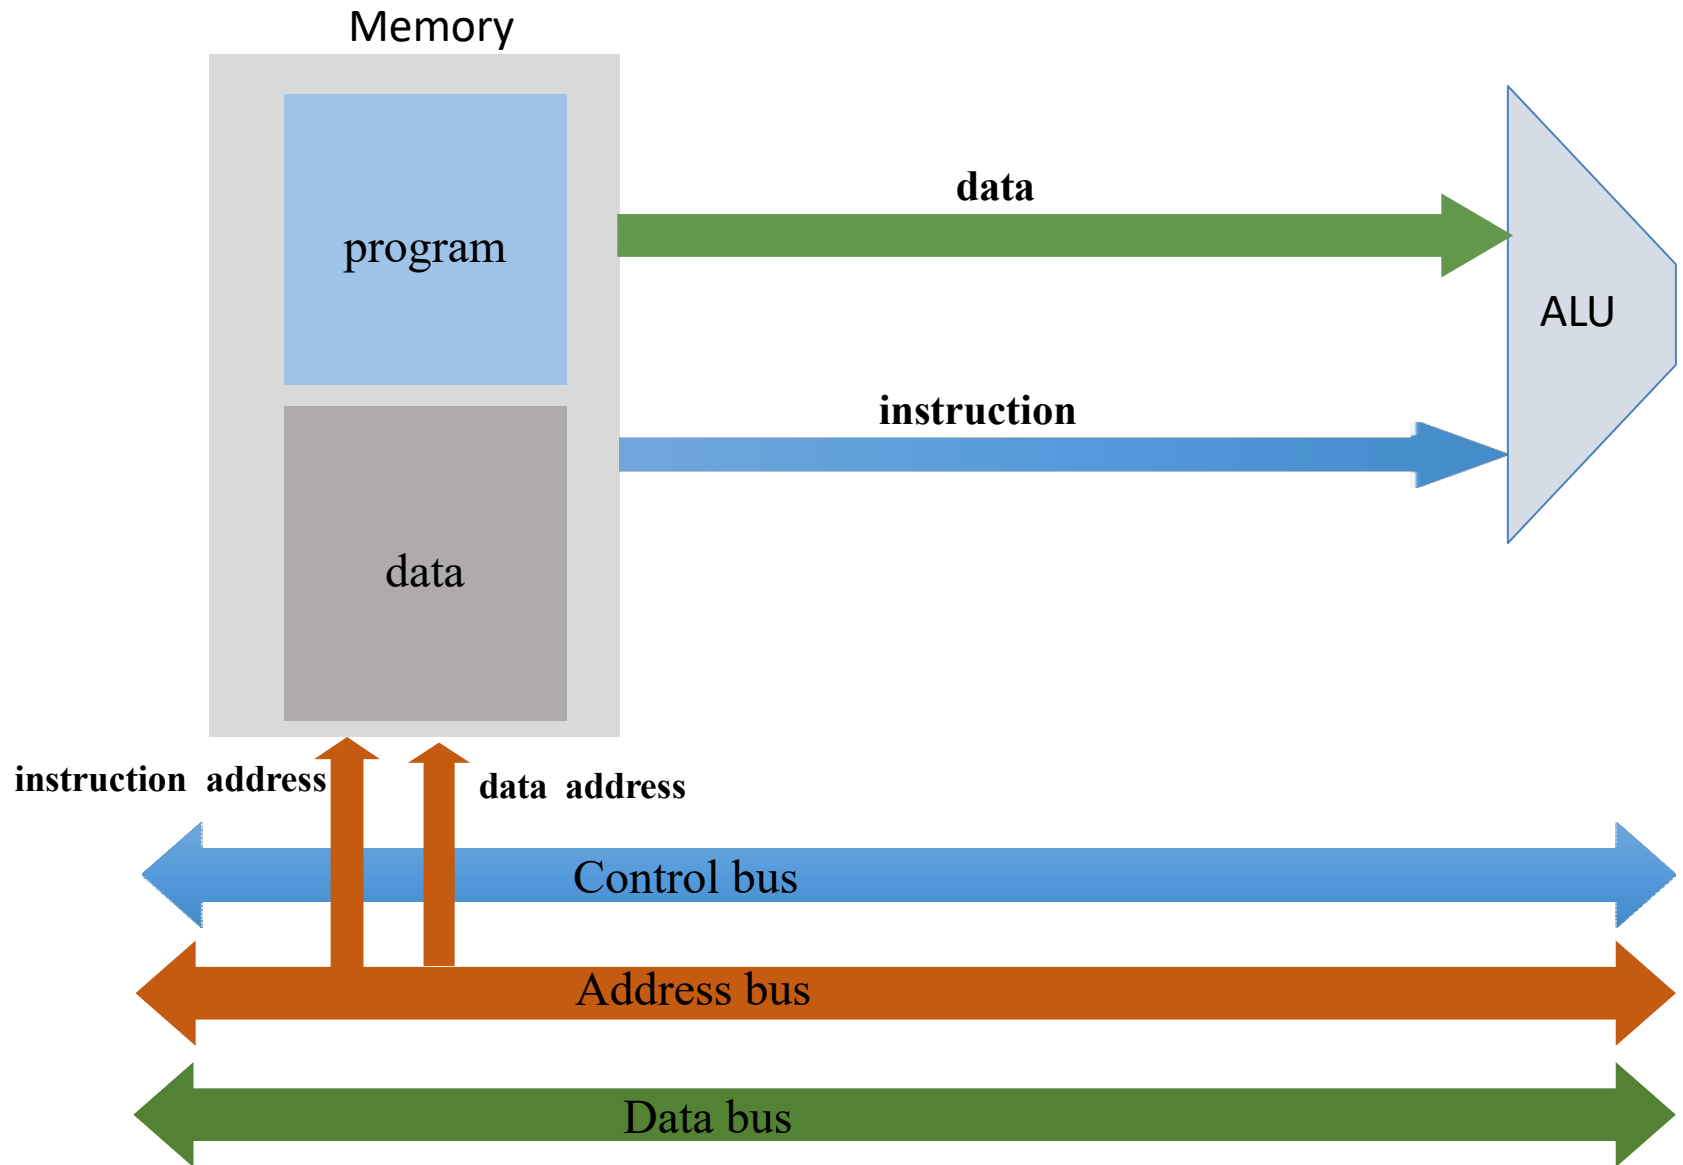 Memory
program
data
data
instruction
ALU
instruction address
data address
Control bus
Address bus
Data bus